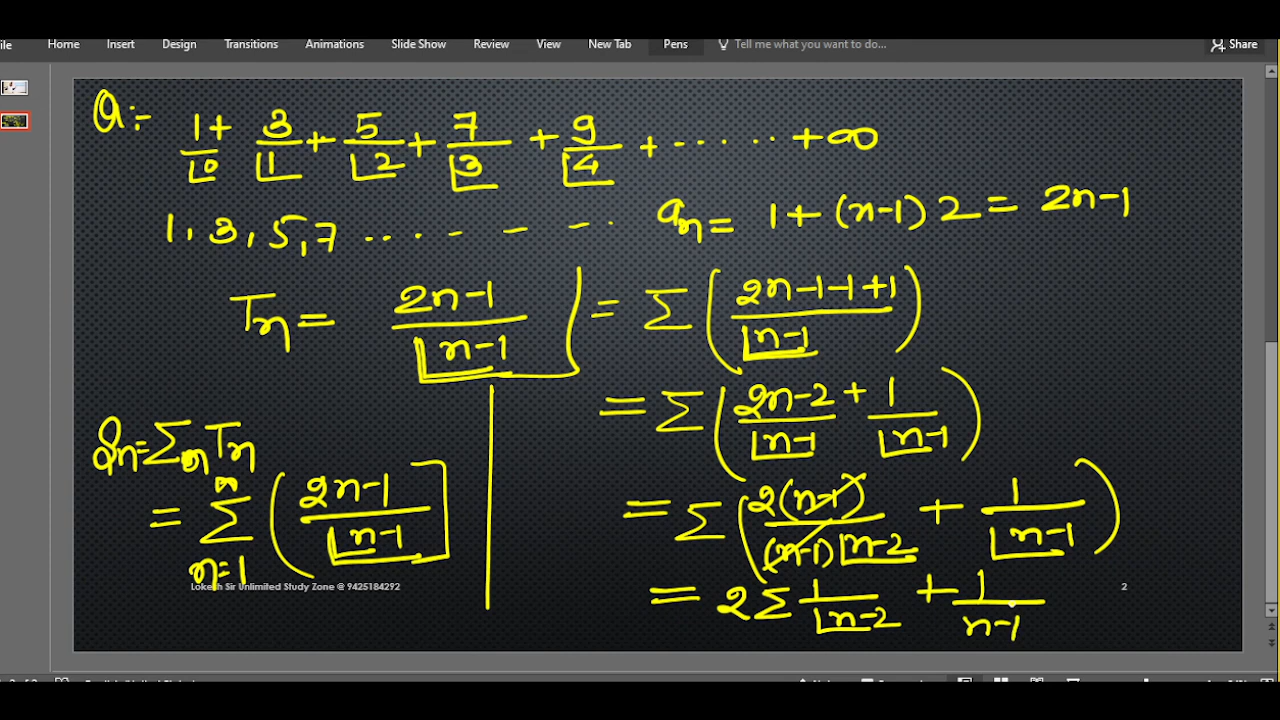 File Home Insert Design Transitions Animations Slide Show Review View New Tab Pens Tell me what you want to do... Share
Q:- 1/⌊0 + 3/⌊1 + 5/⌊2 + 7/⌊3 + 9/⌊4 + ...... + ∞
1, 3, 5, 7 ........ an = 1 + (n-1) 2 = 2n-1
Tn = 2n-1/⌊n-1
= Σ (2n-1-1+1/⌊n-1)
= Σ (2n-2/⌊n-1 + 1/⌊n-1)
Sn = Σn Tn
= Σ n=1 ∞ (2n-1/⌊n-1)
= Σ (2(n-1)/(n-1)⌊n-2 + 1/⌊n-1)
= 2 Σ 1/⌊n-2 + 1/n-1
Lokesh Sir Unlimited Study Zone @ 9425184292
2